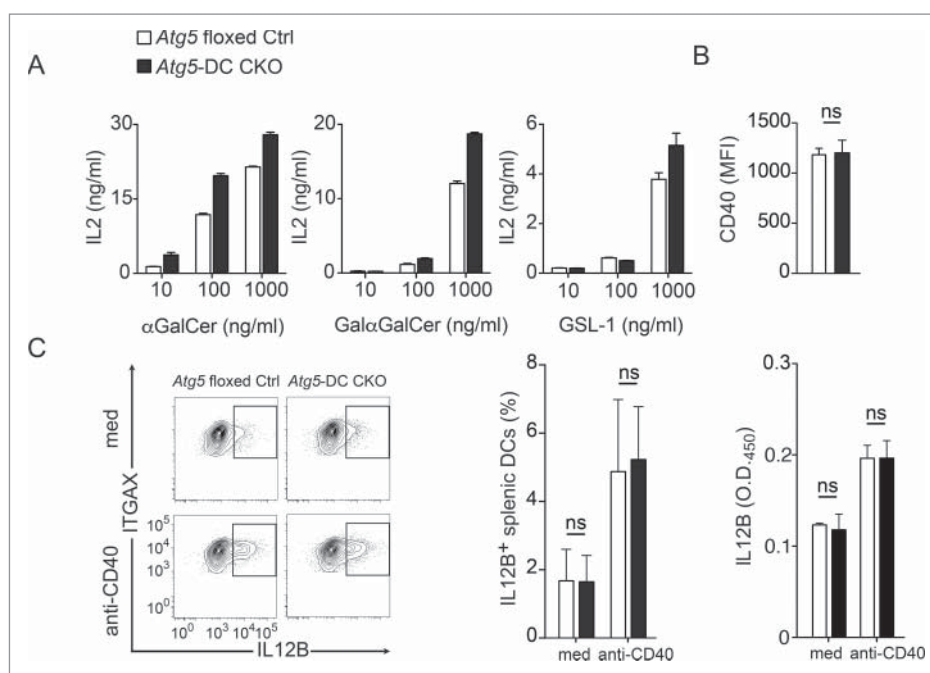 Atg5 floxed Ctrl
Atg5-DC CKO
A
IL2 (ng/ml)
30
15
0
10 100 1000
αGalCer (ng/ml)
IL2 (ng/ml)
20
10
0
10 100 1000
GalαGalCer (ng/ml)
IL2 (ng/ml)
6
4
2
0
10 100 1000
GSL-1 (ng/ml)
B
ns
CD40 (MFI)
1500
1000
500
0
C
Atg5 floxed Ctrl Atg5-DC CKO
med
ITGAX
anti-CD40
10⁵
10⁴
10³
10⁰
10⁰ 10³ 10⁴ 10⁵ 10⁰ 10³ 10⁴ 10⁵
IL12B
IL12B⁺ splenic DCs (%)
8
6
4
2
0
ns
ns
med anti-CD40
IL12B (O.D.₄₅₀)
0.3
0.2
0.1
0
ns
ns
med anti-CD40